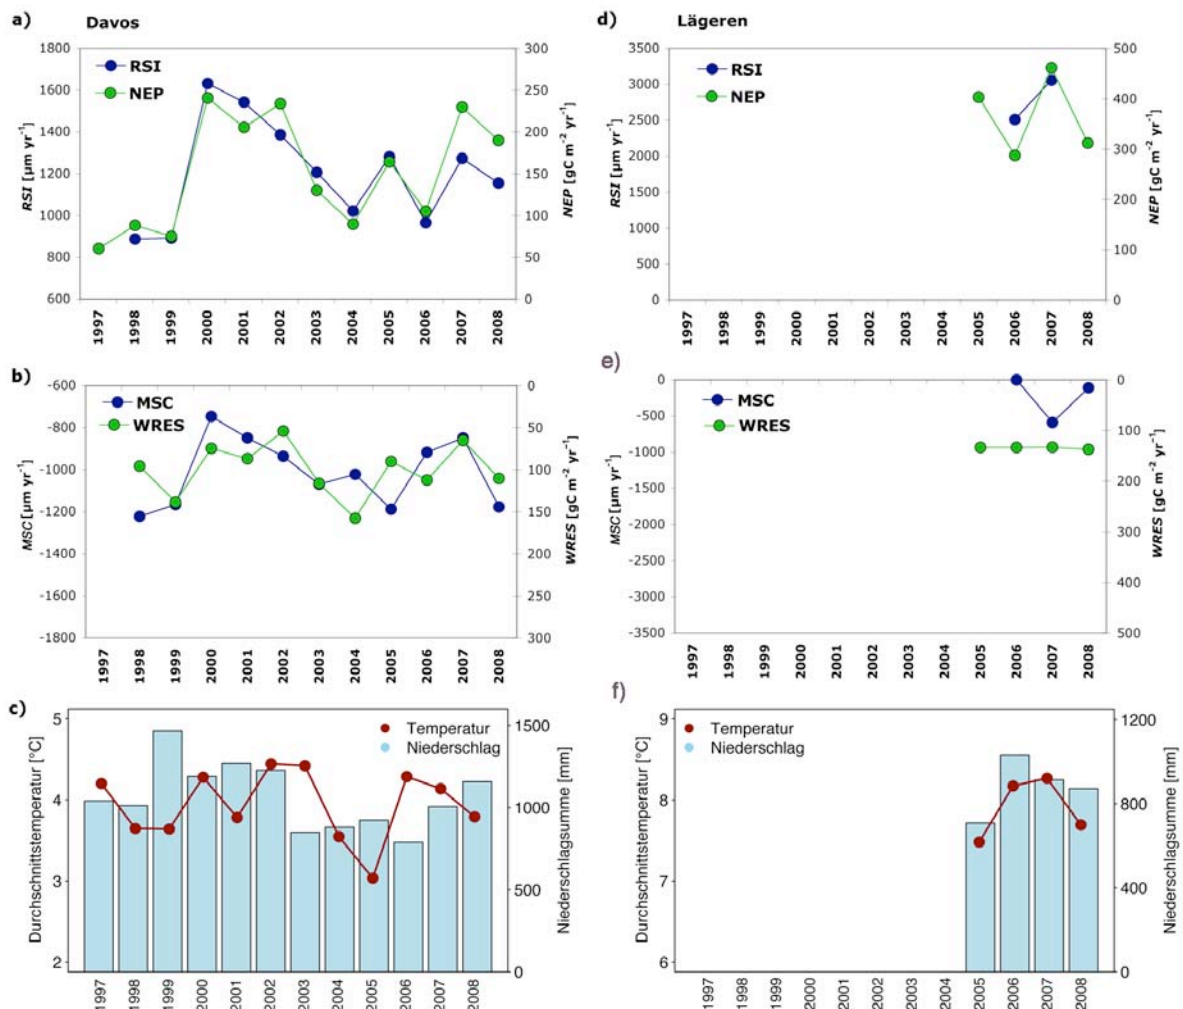 a) Davos
1800
1600
1400
1200
1000
800
600
RSI [µm yr⁻¹]
RSI
NEP
300
250
200
150
100
50
0
NEP [gC m⁻² yr⁻¹]
1997 1998 1999 2000 2001 2002 2003 2004 2005 2006 2007 2008
d) Lägeren
3500
3000
2500
2000
1500
1000
500
0
RSI [µm yr⁻¹]
RSI
NEP
500
400
300
200
100
0
NEP [gC m⁻² yr⁻¹]
1997 1998 1999 2000 2001 2002 2003 2004 2005 2006 2007 2008
b)
-600
-800
-1000
-1200
-1400
-1600
-1800
MSC [µm yr⁻¹]
MSC
WRES
0
50
100
150
200
250
300
WRES [gC m⁻² yr⁻¹]
1997 1998 1999 2000 2001 2002 2003 2004 2005 2006 2007 2008
e)
0
-500
-1000
-1500
-2000
-2500
-3000
-3500
MSC [µm yr⁻¹]
MSC
WRES
0
100
200
300
400
500
WRES [gC m⁻² yr⁻¹]
1997 1998 1999 2000 2001 2002 2003 2004 2005 2006 2007 2008
c)
5
4
3
2
Durchschnittstemperatur [°C]
Temperatur
Niederschlag
1500
1000
500
0
Niederschlagsumme [mm]
1997 1998 1999 2000 2001 2002 2003 2004 2005 2006 2007 2008
f)
9
8
7
6
Durchschnittstemperatur [°C]
Temperatur
Niederschlag
1200
800
400
0
Niederschlagsumme [mm]
1997 1998 1999 2000 2001 2002 2003 2004 2005 2006 2007 2008